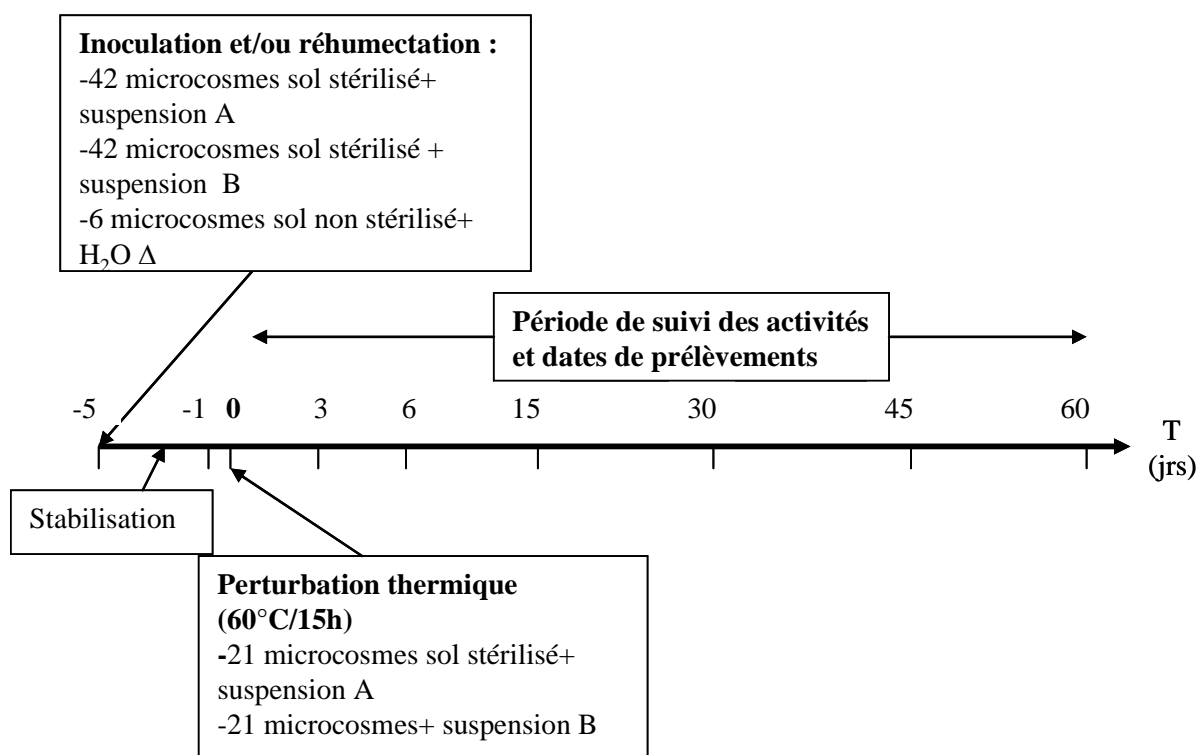 Inoculation et/ou réhumectation :
-42 microcosmes sol stérilisé+
suspension A
-42 microcosmes sol stérilisé +
suspension B
-6 microcosmes sol non stérilisé+
H₂O Δ
Période de suivi des activités
et dates de prélèvements
-5 -1 0 3 6 15 30 45 60
T
(jrs)
Stabilisation
Perturbation thermique
(60°C/15h)
-21 microcosmes sol stérilisé+
suspension A
-21 microcosmes+ suspension B